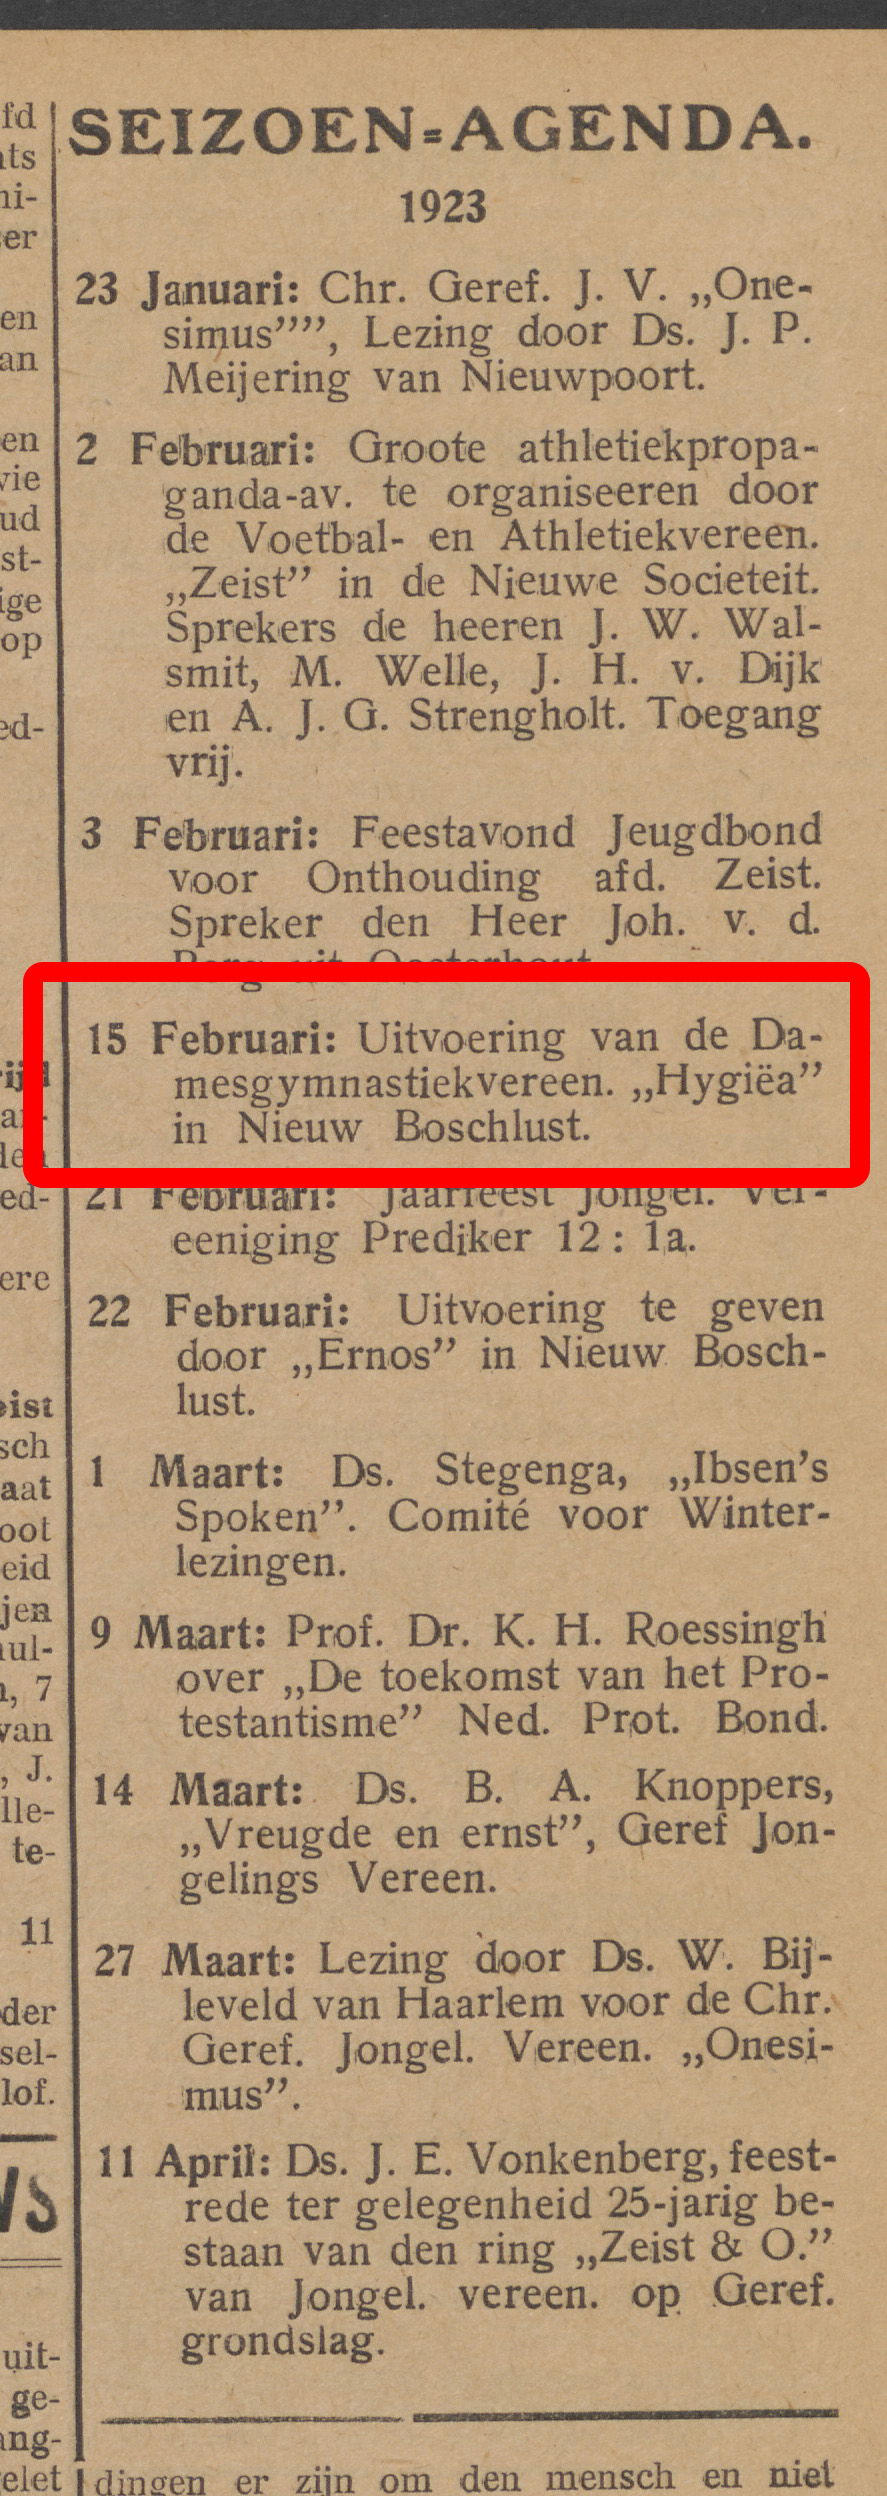 SEIZOEN=AGENDA.
1923
23 Januari: Chr. Geref. J. V. „One-
simus”””, Lezing door Ds. J. P.
Meijering van Nieuwpoort.
2 Februari: Groote athletiekpropa-
ganda-av. te organiseeren door
de Voetbal- en Athletiekvereen.
„Zeist” in de Nieuwe Societeit.
Sprekers de heeren J. W. Wal-
smit, M. Welle, J. H. v. Dijk
en A. J. G. Strengholt. Toegang
vrij.
3 Februari: Feestavond Jeugdbond
voor Onthouding afd. Zeist.
Spreker den Heer Joh. v. d.
Berg uit Oosterhout.
15 Februari: Uitvoering van de Da-
mesgymnastiekvereen. „Hygiëa”
in Nieuw Boschlust.
21 Februari: Jaarfeest Jongel. Ver-
eeniging Prediker 12 : 1a.
22 Februari: Uitvoering te geven
door „Ernos” in Nieuw Bosch-
lust.
1 Maart: Ds. Stegenga, „Ibsen’s
Spoken”. Comité voor Winter-
lezingen.
9 Maart: Prof. Dr. K. H. Roessingh
over „De toekomst van het Pro-
testantisme” Ned. Prot. Bond.
14 Maart: Ds. B. A. Knoppers,
„Vreugde en ernst”, Geref Jon-
gelings Vereen.
27 Maart: Lezing door Ds. W. Bij-
leveld van Haarlem voor de Chr.
Geref. Jongel. Vereen. „Onesi-
mus”.
11 April: Ds. J. E. Vonkenberg, feest-
rede ter gelegenheid 25-jarig be-
staan van den ring „Zeist & O.”
van Jongel. vereen. op Geref.
grondslag.
dingen er zijn om den mensch en niet